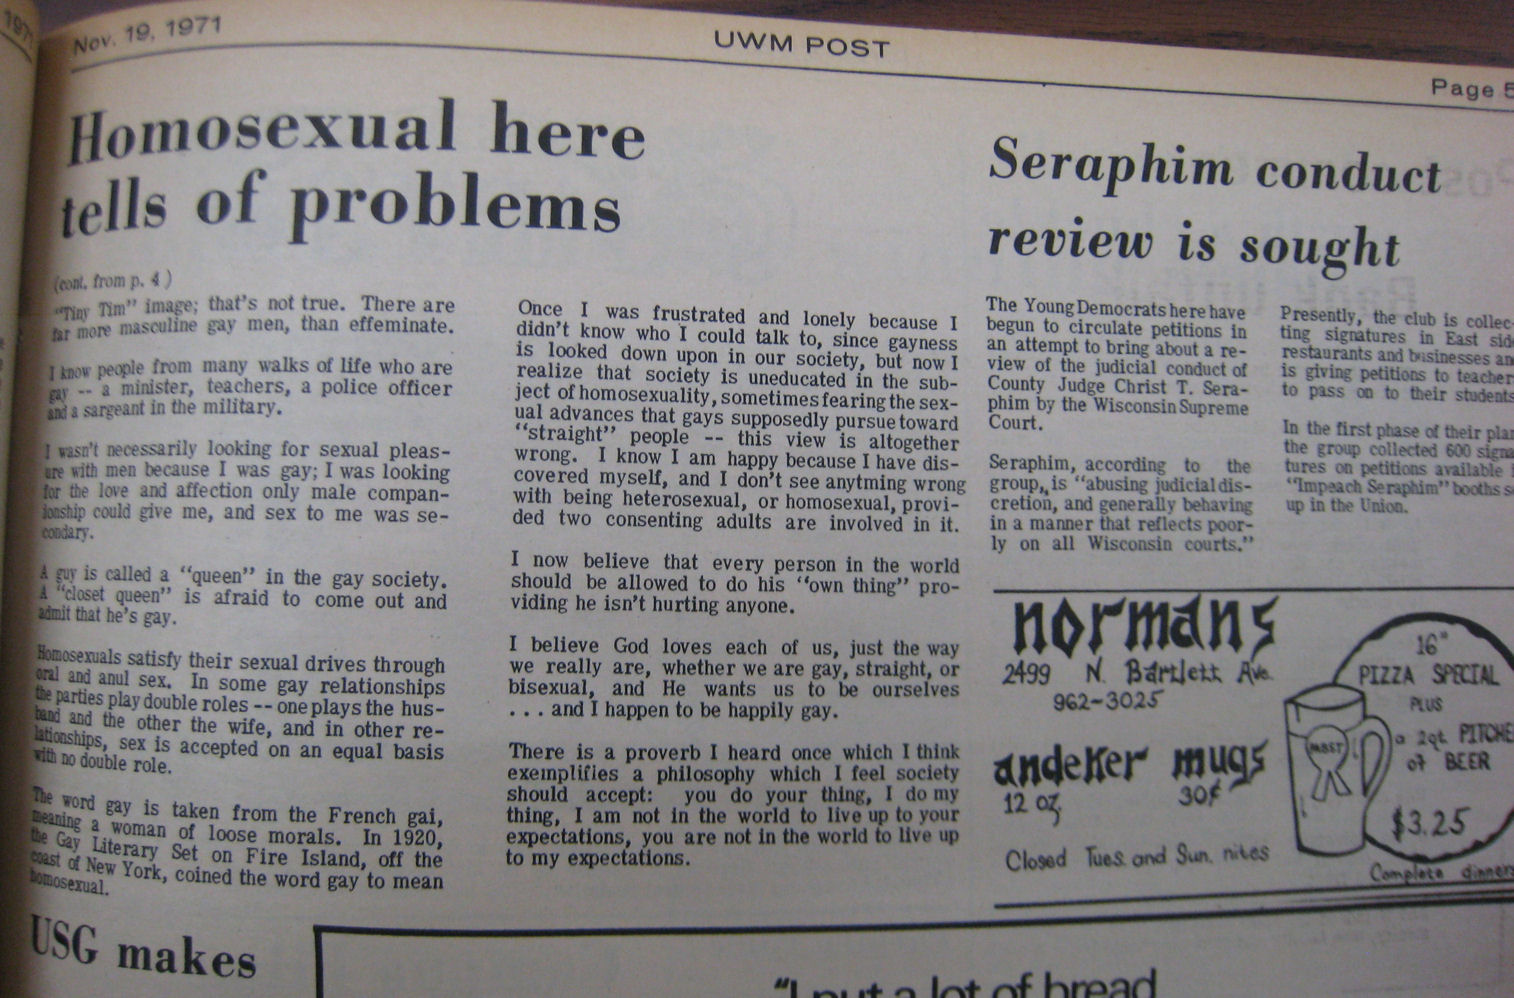 1971
Nov. 19, 1971
UWM POST
Page 5
Homosexual here
tells of problems
(cont. from p. 4 )
"Tiny Tim" image; that's not true. There are
far more masculine gay men, than effeminate.
I know people from many walks of life who are
gay -- a minister, teachers, a police officer
and a sargeant in the military.
I wasn't necessarily looking for sexual pleas-
ure with men because I was gay; I was looking
for the love and affection only male compan-
ionship could give me, and sex to me was se-
condary.
A guy is called a "queen" in the gay society.
A "closet queen" is afraid to come out and
admit that he's gay.
Homosexuals satisfy their sexual drives through
oral and anul sex. In some gay relationships
the parties play double roles -- one plays the hus-
band and the other the wife, and in other re-
lationships, sex is accepted on an equal basis
with no double role.
The word gay is taken from the French gai,
meaning a woman of loose morals. In 1920,
the Gay Literary Set on Fire Island, off the
coast of New York, coined the word gay to mean
homosexual.
Once I was frustrated and lonely because I
didn't know who I could talk to, since gayness
is looked down upon in our society, but now I
realize that society is uneducated in the sub-
ject of homosexuality, sometimes fearing the sex-
ual advances that gays supposedly pursue toward
"straight" people -- this view is altogether
wrong. I know I am happy because I have dis-
covered myself, and I don't see anytming wrong
with being heterosexual, or homosexual, provi-
ded two consenting adults are involved in it.
I now believe that every person in the world
should be allowed to do his "own thing" pro-
viding he isn't hurting anyone.
I believe God loves each of us, just the way
we really are, whether we are gay, straight, or
bisexual, and He wants us to be ourselves
. . . and I happen to be happily gay.
There is a proverb I heard once which I think
exemplifies a philosophy which I feel society
should accept: you do your thing, I do my
thing, I am not in the world to live up to your
expectations, you are not in the world to live up
to my expectations.
Seraphim conduct
review is sought
The Young Democrats here have
begun to circulate petitions in
an attempt to bring about a re-
view of the judicial conduct of
County Judge Christ T. Sera-
phim by the Wisconsin Supreme
Court.
Seraphim, according to the
group,, is "abusing judicial dis-
cretion, and generally behaving
in a manner that reflects poor-
ly on all Wisconsin courts."
Presently, the club is collec-
ting signatures in East sid
restaurants and businesses an
is giving petitions to teacher
to pass on to their students
In the first phase of their plan
the group collected 600 signa
tures on petitions available
"Impeach Seraphim" booths s
up in the Union.
normans
2499 N. Bartlett Ave.
962-3025
andeker mugs
12 oz. 30¢
Closed Tues. and Sun. nites
16"
PIZZA SPECIAL
PLUS
a 2qt. PITCHE
of BEER
$3.25
PABST
Complete dinners
USG makes
"I put a lot of bread